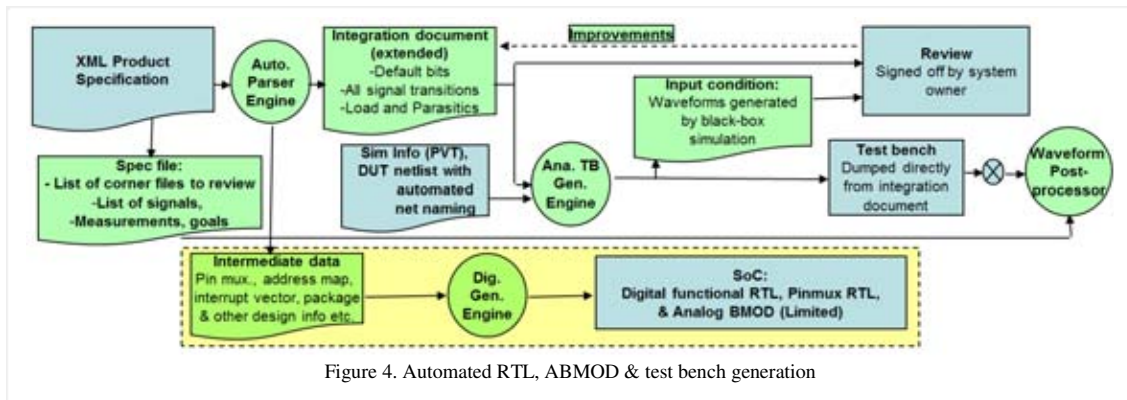 XML Product
Specification
Auto.
Parser
Engine
Integration document
(extended)
-Default bits
-All signal transitions
-Load and Parasitics
Improvements
Review
Signed off by system
owner
Input condition:
Waveforms generated
by black-box
simulation
Spec file:
- List of corner files to review
-List of signals,
-Measurements, goals
Sim Info (PVT),
DUT netlist with
automated
net naming
Ana. TB
Gen.
Engine
Test bench
Dumped directly
from integration
document
Waveform
Post-
processor
Intermediate data
Pin mux., address map,
interrupt vector, package
& other design info etc.
Dig.
Gen.
Engine
SoC:
Digital functional RTL, Pinmux RTL,
& Analog BMOD (Limited)
Figure 4. Automated RTL, ABMOD & test bench generation